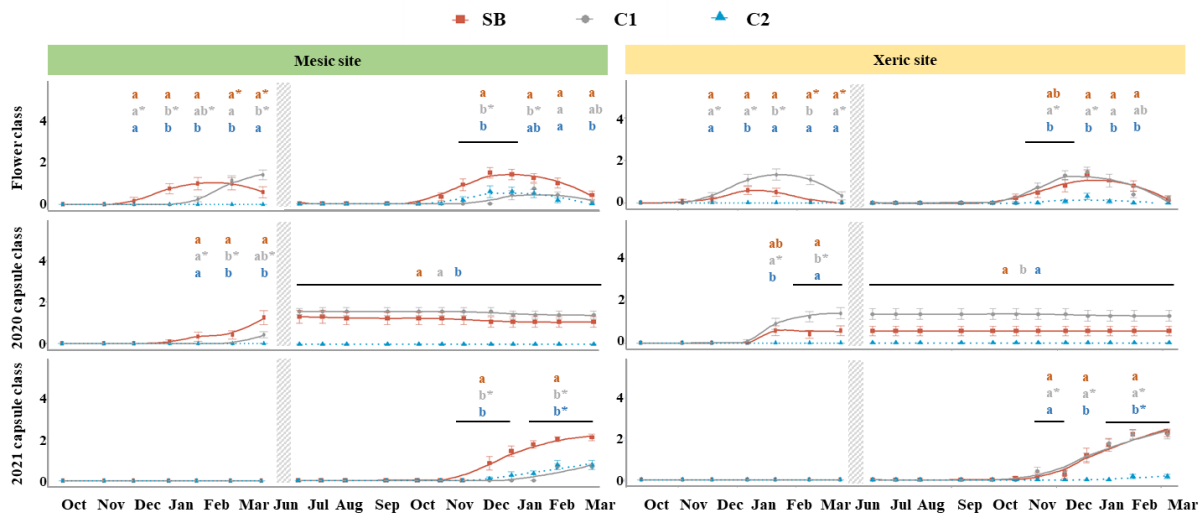 SB C1 C2
Mesic site Xeric site
Flower class
4
2
0
a a a a* a*
a* b* ab* a b*
a b b b a
a a a a
b* b* a ab
b ab a b
4
2
0
a a a a* a*
a* a* b* a* a*
a b a a a
ab a a a
a* a* a ab
b b b b
2020 capsule class
4
2
0
a a a
a* b* ab*
a b b
a a b
4
2
0
ab a
a* b*
b a
a b a
2021 capsule class
4
2
0
a a
b* b*
b b*
4
2
0
a a a
a* a* a*
a b b*
Oct Nov Dec Jan Feb Mar Jun Jul Aug Sep Oct Nov Dec Jan Feb Mar Oct Nov Dec Jan Feb Mar Jun Jul Aug Sep Oct Nov Dec Jan Feb Mar